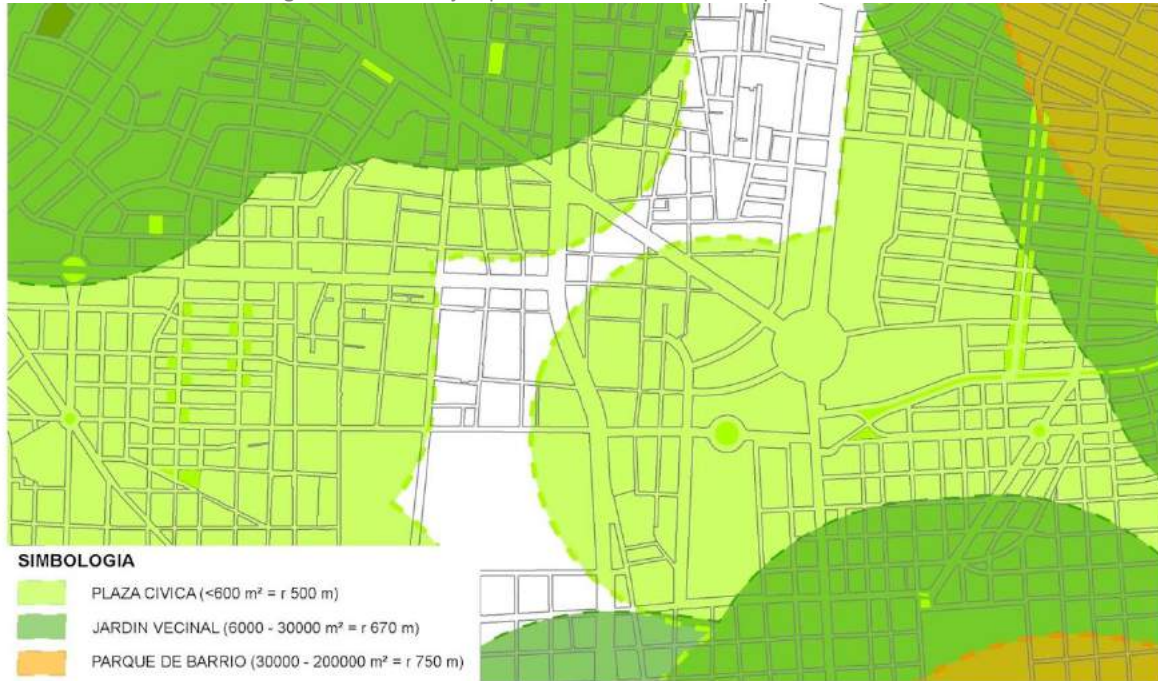 SIMBOLOGIA
PLAZA CIVICA (<600 m² = r 500 m)
JARDIN VECINAL (6000 - 30000 m² = r 670 m)
PARQUE DE BARRIO (30000 - 200000 m² = r 750 m)